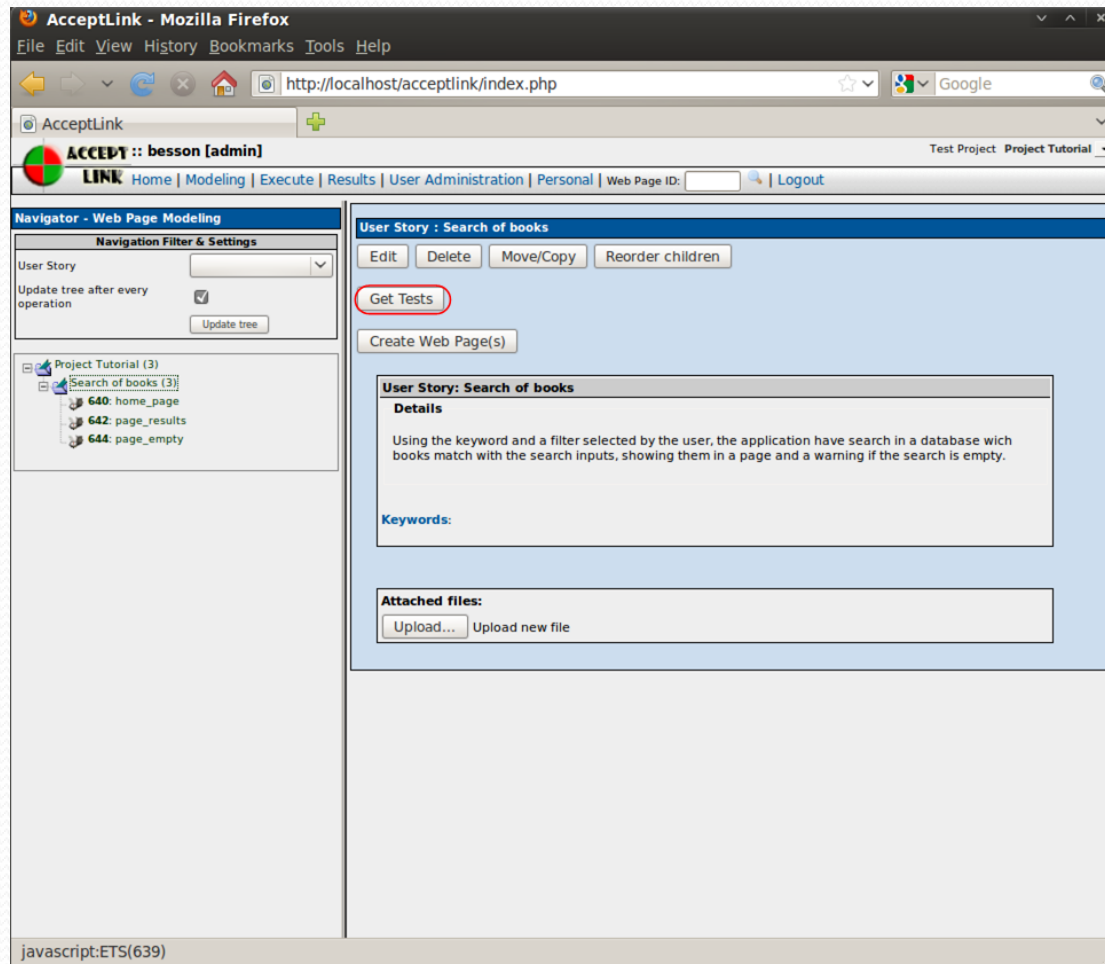 AcceptLink - Mozilla Firefox
File Edit View History Bookmarks Tools Help
http://localhost/acceptlink/index.php
Google
AcceptLink
ACCEPT :: besson [admin]
Test Project Project Tutorial
LINK Home | Modeling | Execute | Results | User Administration | Personal | Web Page ID: | Logout
Navigator - Web Page Modeling
Navigation Filter & Settings
User Story
Update tree after every
operation
Update tree
Project Tutorial (3)
Search of books (3)
640: home_page
642: page_results
644: page_empty
User Story : Search of books
Edit Delete Move/Copy Reorder children
Get Tests
Create Web Page(s)
User Story: Search of books
Details
Using the keyword and a filter selected by the user, the application have search in a database wich
books match with the search inputs, showing them in a page and a warning if the search is empty.
Keywords:
Attached files:
Upload... Upload new file
javascript:ETS(639)